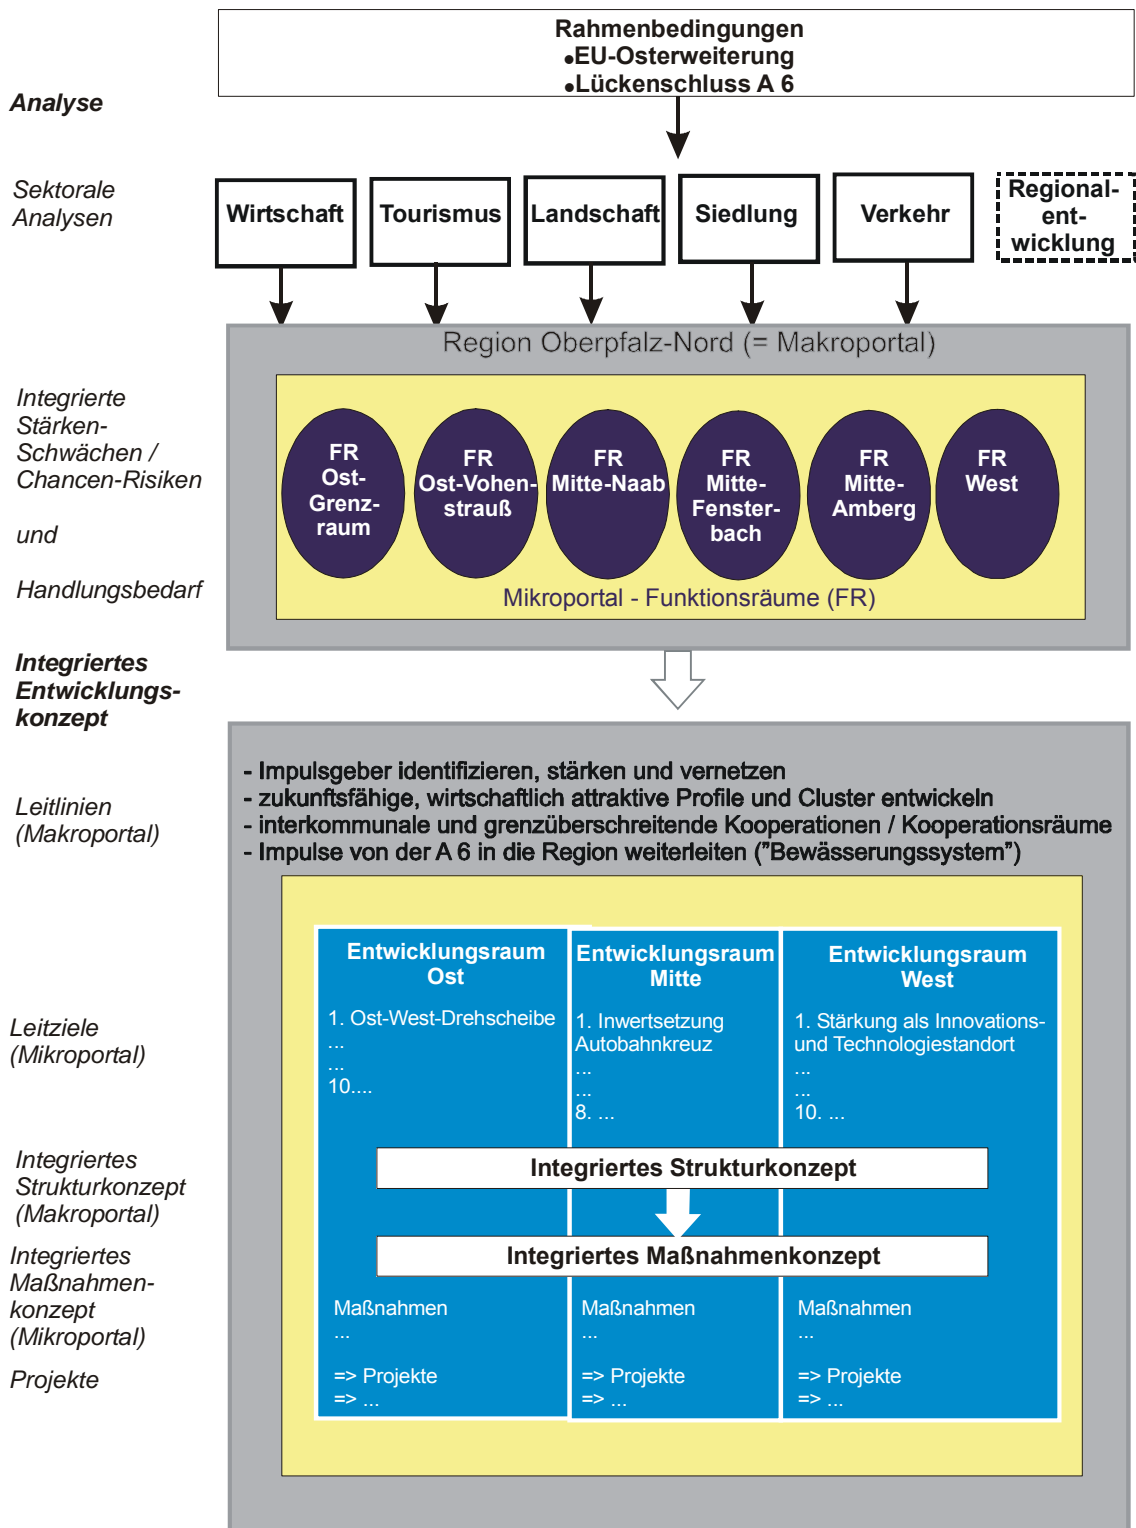 Rahmenbedingungen
•EU-Osterweiterung
•Lückenschluss A 6
Analyse
Sektorale
Analysen
Wirtschaft
Tourismus
Landschaft
Siedlung
Verkehr
Regional-
ent-
wicklung
Region Oberpfalz-Nord (= Makroportal)
Integrierte
Stärken-
Schwächen /
Chancen-Risiken
und
Handlungsbedarf
FR
Ost-
Grenz-
raum
FR
Ost-Vohen-
strauß
FR
Mitte-Naab
FR
Mitte-
Fenster-
bach
FR
Mitte-
Amberg
FR
West
Mikroportal - Funktionsräume (FR)
Integriertes
Entwicklungs-
konzept
Leitlinien
(Makroportal)
- Impulsgeber identifizieren, stärken und vernetzen
- zukunftsfähige, wirtschaftlich attraktive Profile und Cluster entwickeln
- interkommunale und grenzüberschreitende Kooperationen / Kooperationsräume
- Impulse von der A 6 in die Region weiterleiten ("Bewässerungssystem")
Leitziele
(Mikroportal)
Entwicklungsraum
Ost
1. Ost-West-Drehscheibe
...
...
10....
Entwicklungsraum
Mitte
1. Inwertsetzung
Autobahnkreuz
...
...
8. ...
Entwicklungsraum
West
1. Stärkung als Innovations-
und Technologiestandort
...
...
10. ...
Integriertes
Strukturkonzept
(Makroportal)
Integriertes Strukturkonzept
Integriertes
Maßnahmen-
konzept
(Mikroportal)
Integriertes Maßnahmenkonzept
Projekte
Maßnahmen
...
=> Projekte
=> ...
Maßnahmen
...
=> Projekte
=> ...
Maßnahmen
...
=> Projekte
=> ...